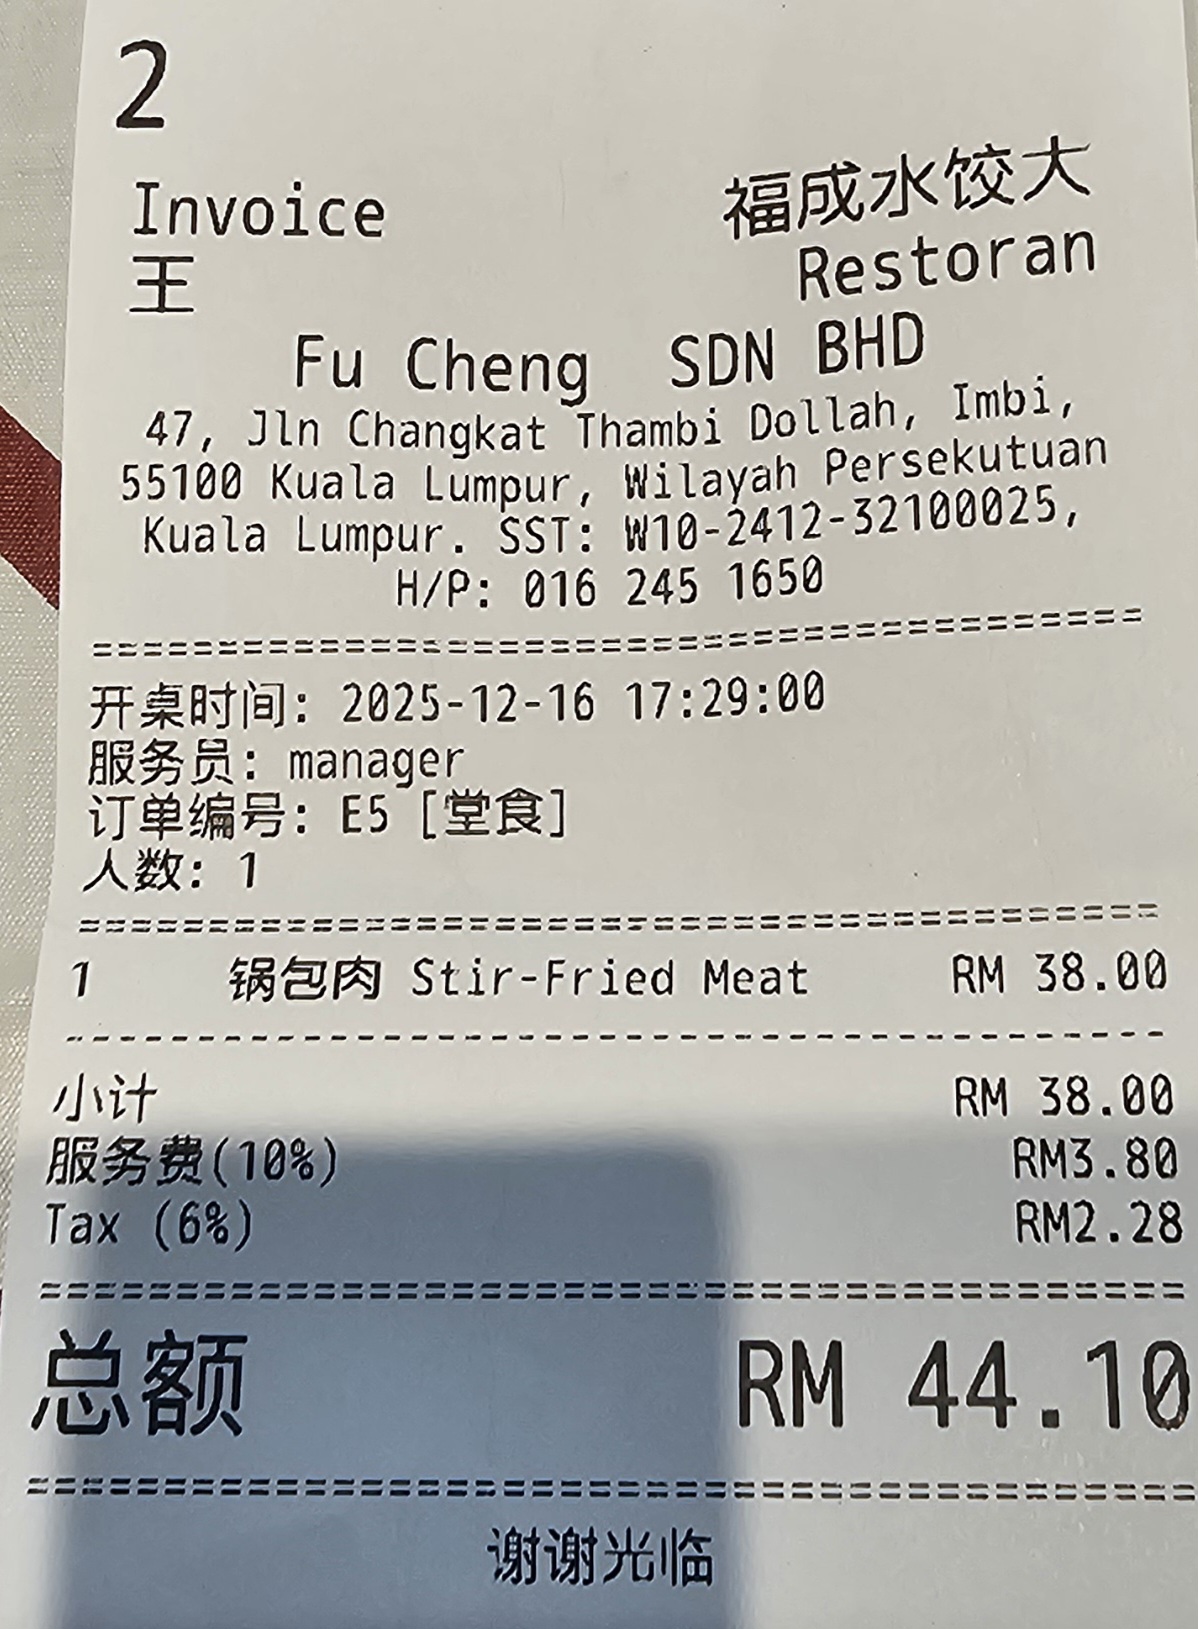 2
Invoice 福成水饺大
王 Restoran
Fu Cheng SDN BHD
47, Jln Changkat Thambi Dollah, Imbi,
55100 Kuala Lumpur, Wilayah Persekutuan
Kuala Lumpur. SST: W10-2412-32100025,
H/P: 016 245 1650
==========================================
开桌时间: 2025-12-16 17:29:00
服务员: manager
订单编号: E5 [堂食]
人数: 1
==========================================
1 锅包肉 Stir-Fried Meat RM 38.00
------------------------------------------
小计 RM 38.00
服务费(10%) RM3.80
Tax (6%) RM2.28
==========================================
总额 RM 44.10
==========================================
谢谢光临